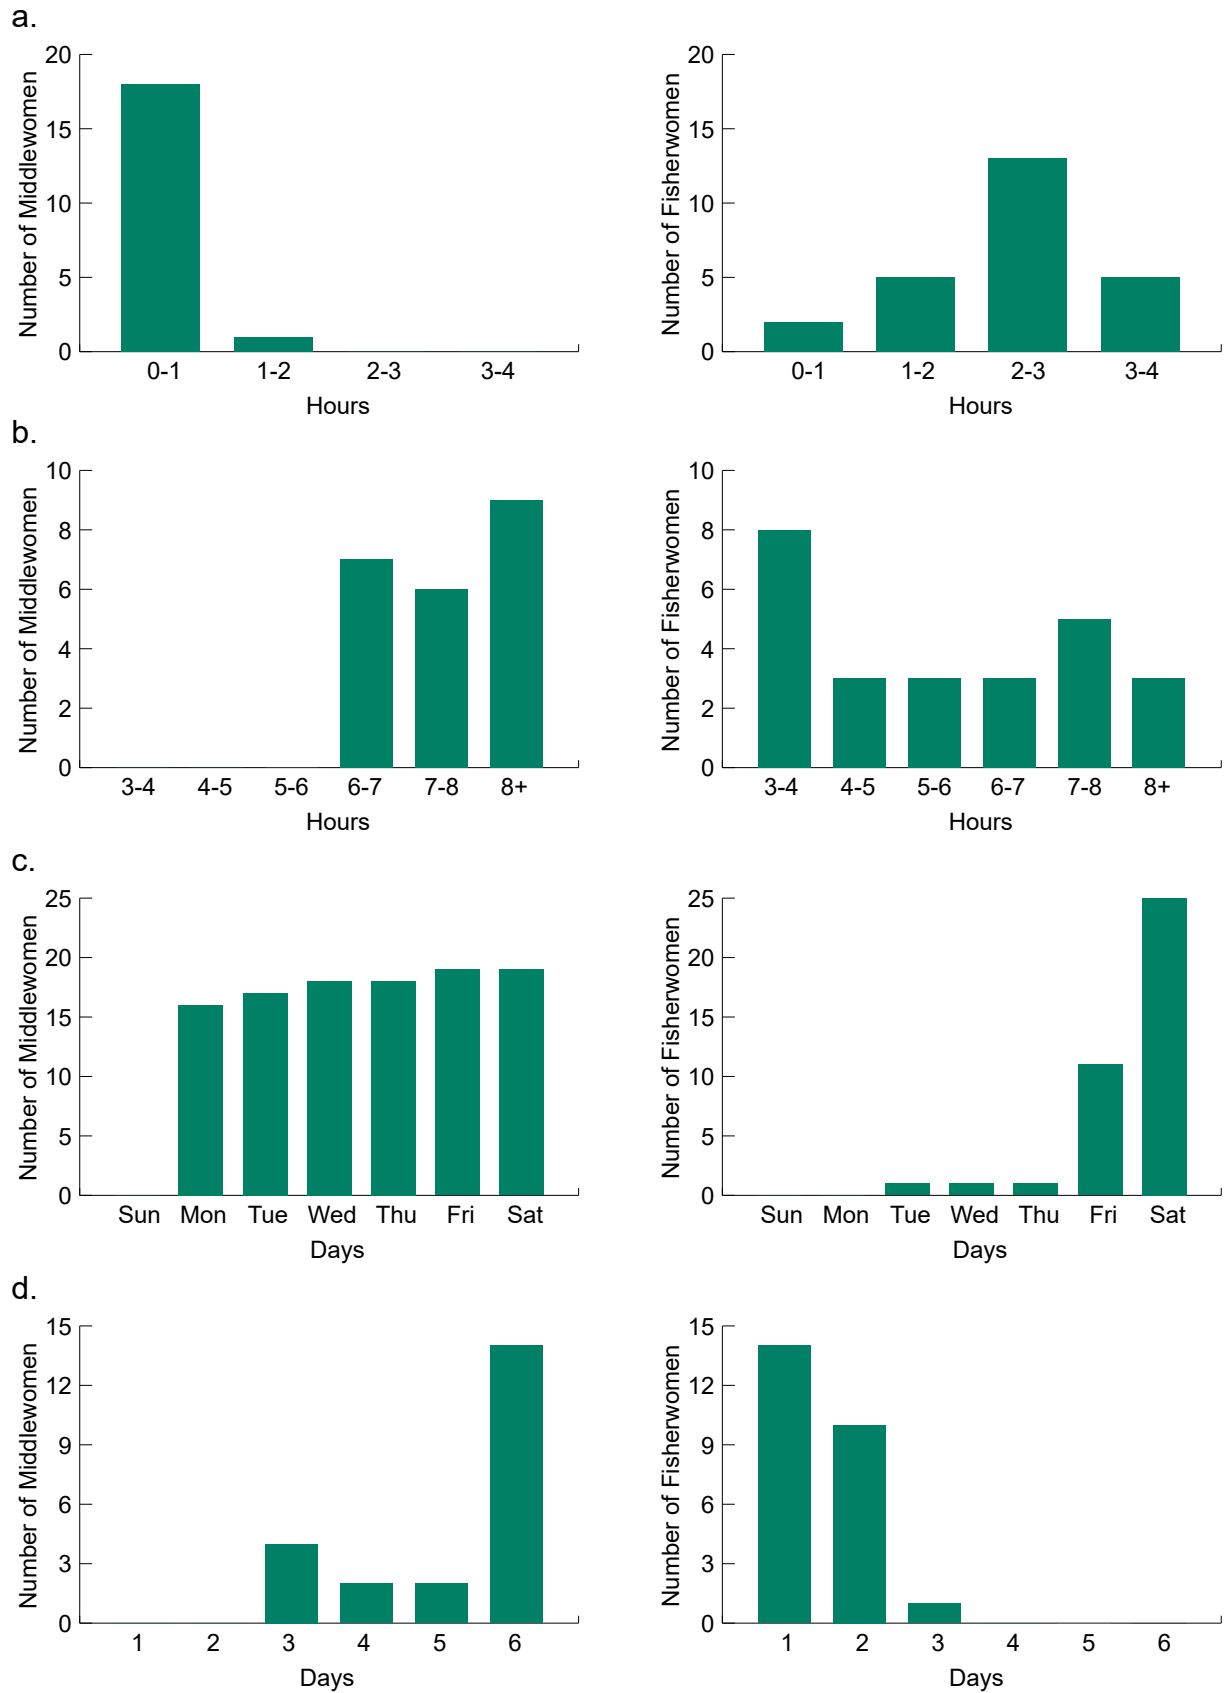 a.
Number of Middlewomen
20
15
10
5
0
0-1 1-2 2-3 3-4
Hours
Number of Fisherwomen
20
15
10
5
0
0-1 1-2 2-3 3-4
Hours
b.
Number of Middlewomen
10
8
6
4
2
0
3-4 4-5 5-6 6-7 7-8 8+
Hours
Number of Fisherwomen
10
8
6
4
2
0
3-4 4-5 5-6 6-7 7-8 8+
Hours
c.
Number of Middlewomen
25
20
15
10
5
0
Sun Mon Tue Wed Thu Fri Sat
Days
Number of Fisherwomen
25
20
15
10
5
0
Sun Mon Tue Wed Thu Fri Sat
Days
d.
Number of Middlewomen
15
12
9
6
3
0
1 2 3 4 5 6
Days
Number of Fisherwomen
15
12
9
6
3
0
1 2 3 4 5 6
Days